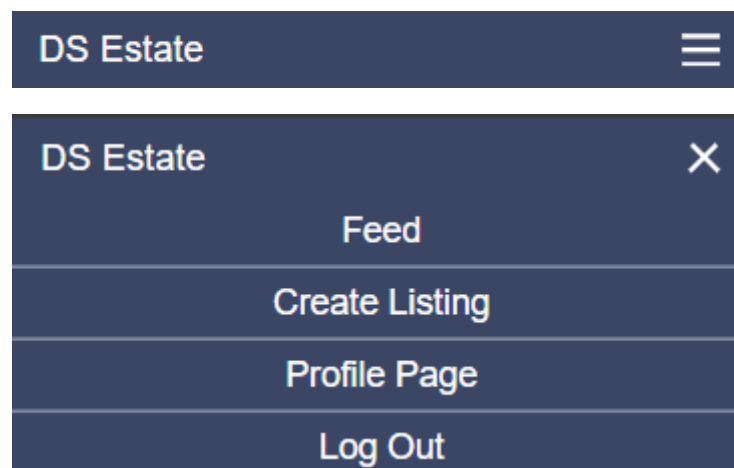 DS Estate
DS Estate
Feed
Create Listing
Profile Page
Log Out